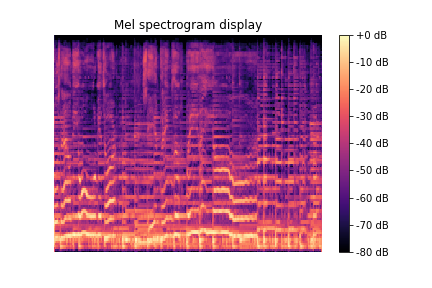 Mel spectrogram display
+0 dB
-10 dB
-20 dB
-30 dB
-40 dB
-50 dB
-60 dB
-70 dB
-80 dB